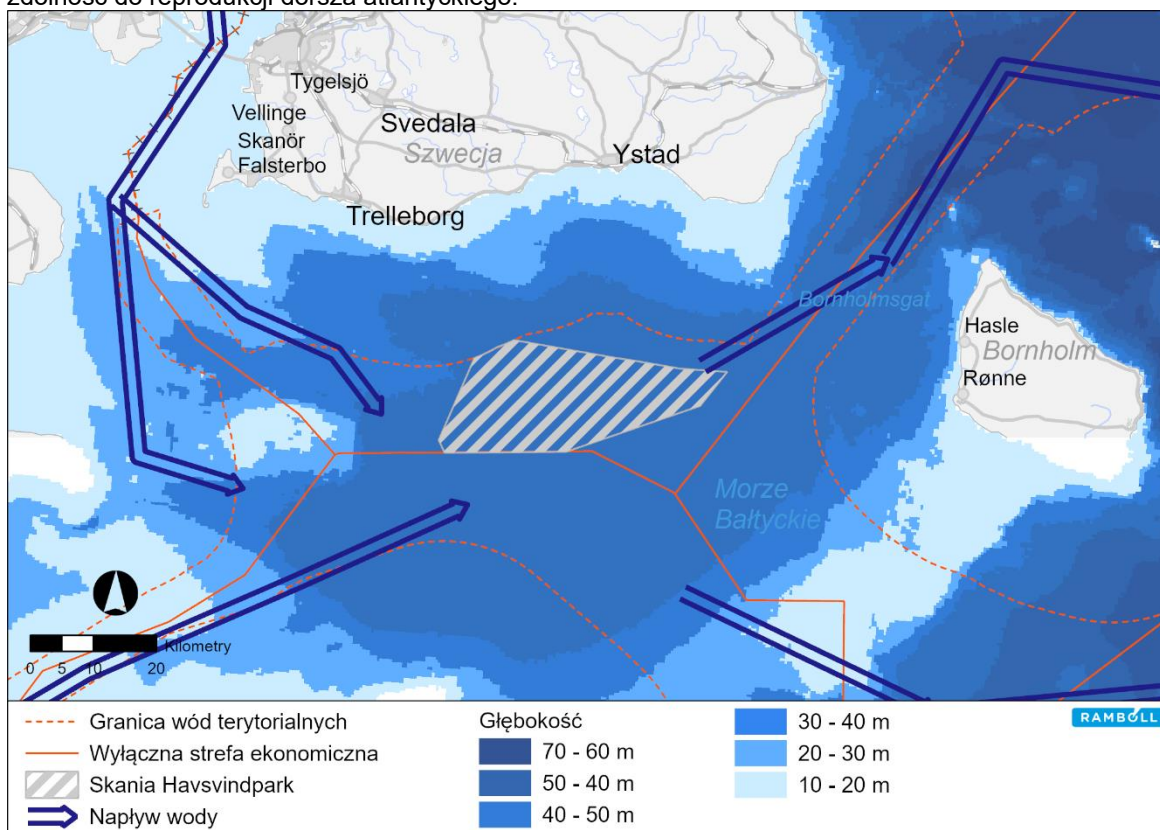 zdolność do reprodukcji dorsza atlantyckiego.
Tygelsjö
Vellinge
Svedala
Skanör
Szwecja
Ystad
Falsterbo
Trelleborg
Bornholmsgat
Hasle
Bornholm
Rønne
Morze
Bałtyckie
Kilometry
0 5 10 20
Granica wód terytorialnych
Wyłączna strefa ekonomiczna
Skania Havsvindpark
Napływ wody
Głębokość
70 - 60 m
50 - 40 m
40 - 50 m
30 - 40 m
20 - 30 m
10 - 20 m
RAMBOLL